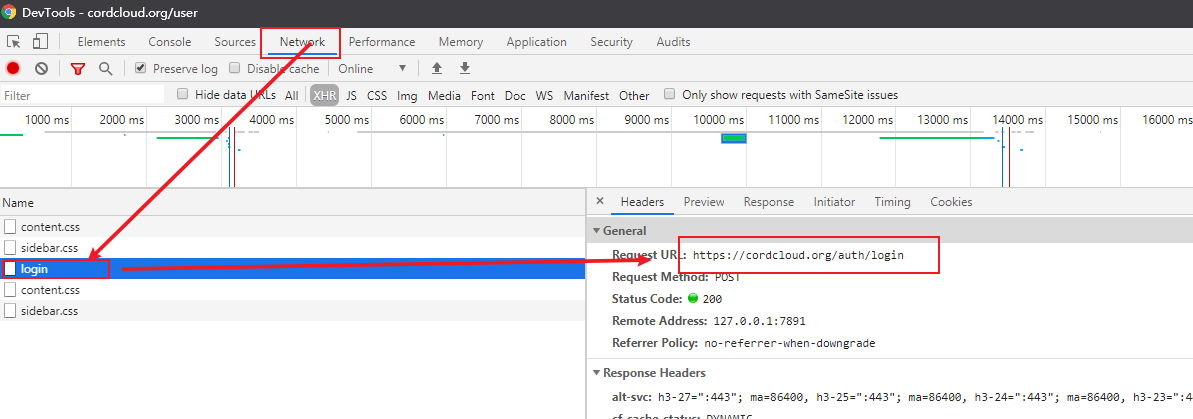 DevTools - cordcloud.org/user
Elements Console Sources Network Performance Memory Application Security Audits
Preserve log Disable cache Online
Filter Hide data URLs All XHR JS CSS Img Media Font Doc WS Manifest Other Only show requests with SameSite issues
1000 ms 2000 ms 3000 ms 4000 ms 5000 ms 6000 ms 7000 ms 8000 ms 9000 ms 10000 ms 11000 ms 12000 ms 13000 ms 14000 ms 15000 ms 16000 ms
Name
content.css
sidebar.css
login
content.css
sidebar.css
× Headers Preview Response Initiator Timing Cookies
General
Request URL: https://cordcloud.org/auth/login
Request Method: POST
Status Code: 200
Remote Address: 127.0.0.1:7891
Referrer Policy: no-referrer-when-downgrade
Response Headers
alt-svc: h3-27=":443"; ma=86400, h3-25=":443"; ma=86400, h3-24=":443"; ma=86400, h3-23=":4
cf-cache-status: DYNAMIC